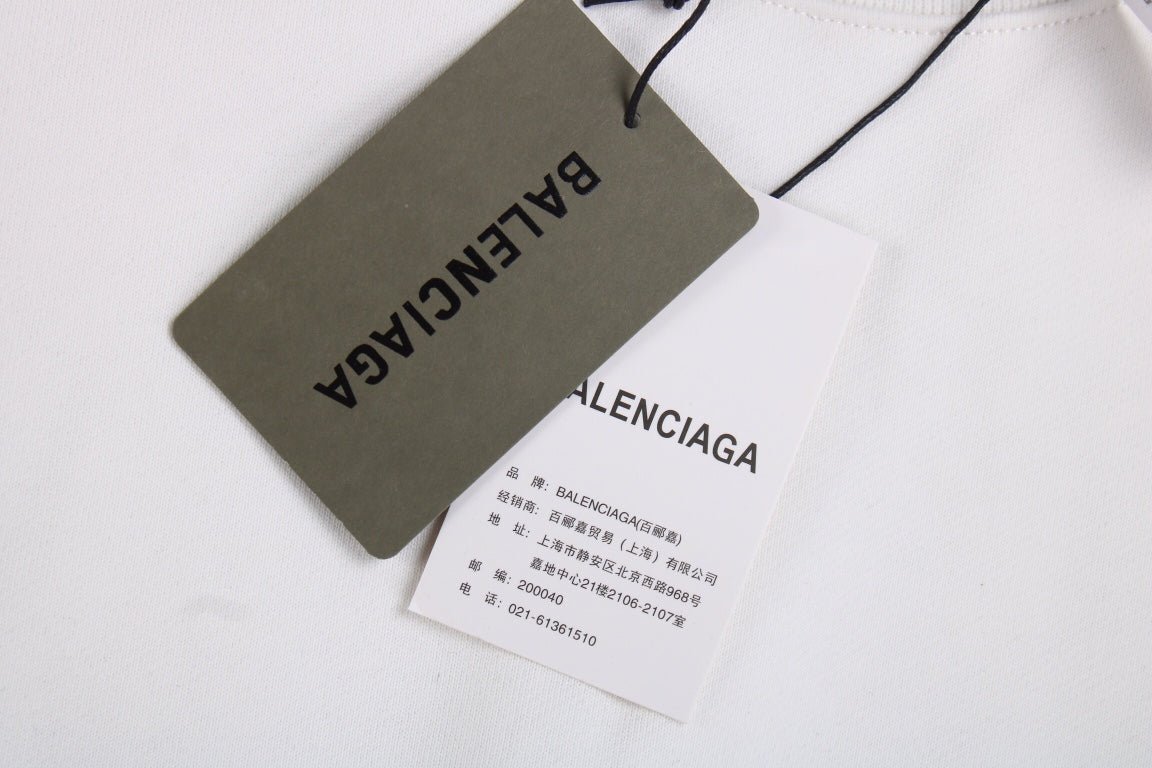 BALENCIAGA
ALENCIAGA
品 牌: BALENCIAGA(百郦嘉)
经销商: 百郦嘉贸易（上海）有限公司
地 址: 上海市静安区北京西路968号
嘉地中心21楼2106-2107室
邮 编: 200040
电 话: 021-61361510